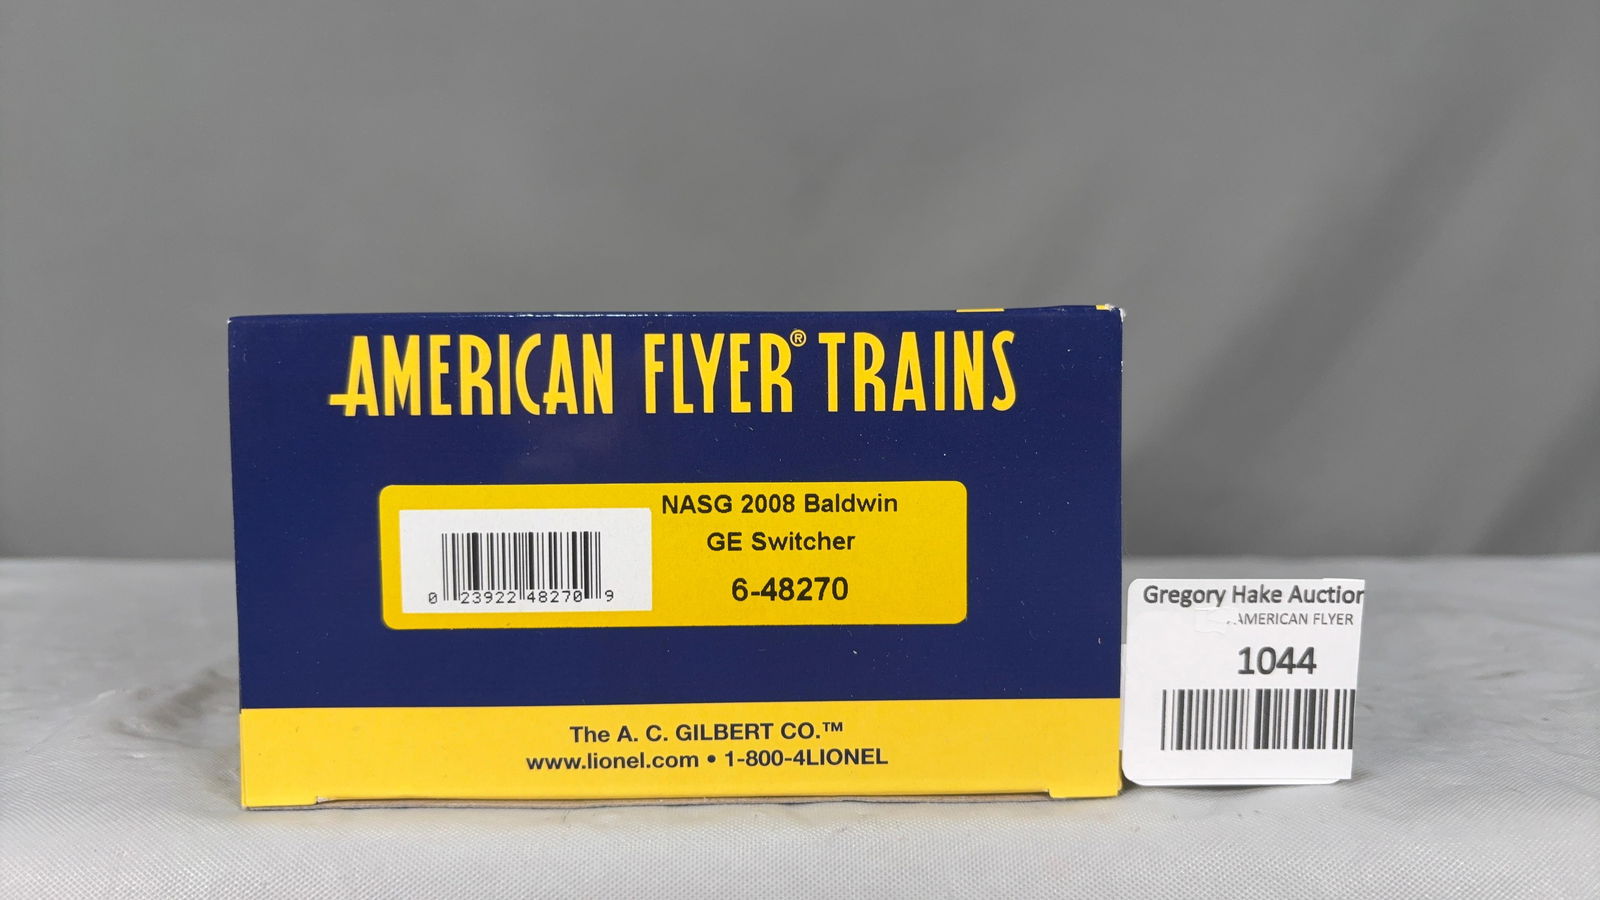 AMERICAN FLYER® TRAINS
NASG 2008 Baldwin
GE Switcher
6-48270
0 23922 48270 9
The A. C. GILBERT CO.™
www.lionel.com • 1-800-4LIONEL
Gregory Hake Auction
AMERICAN FLYER
1044